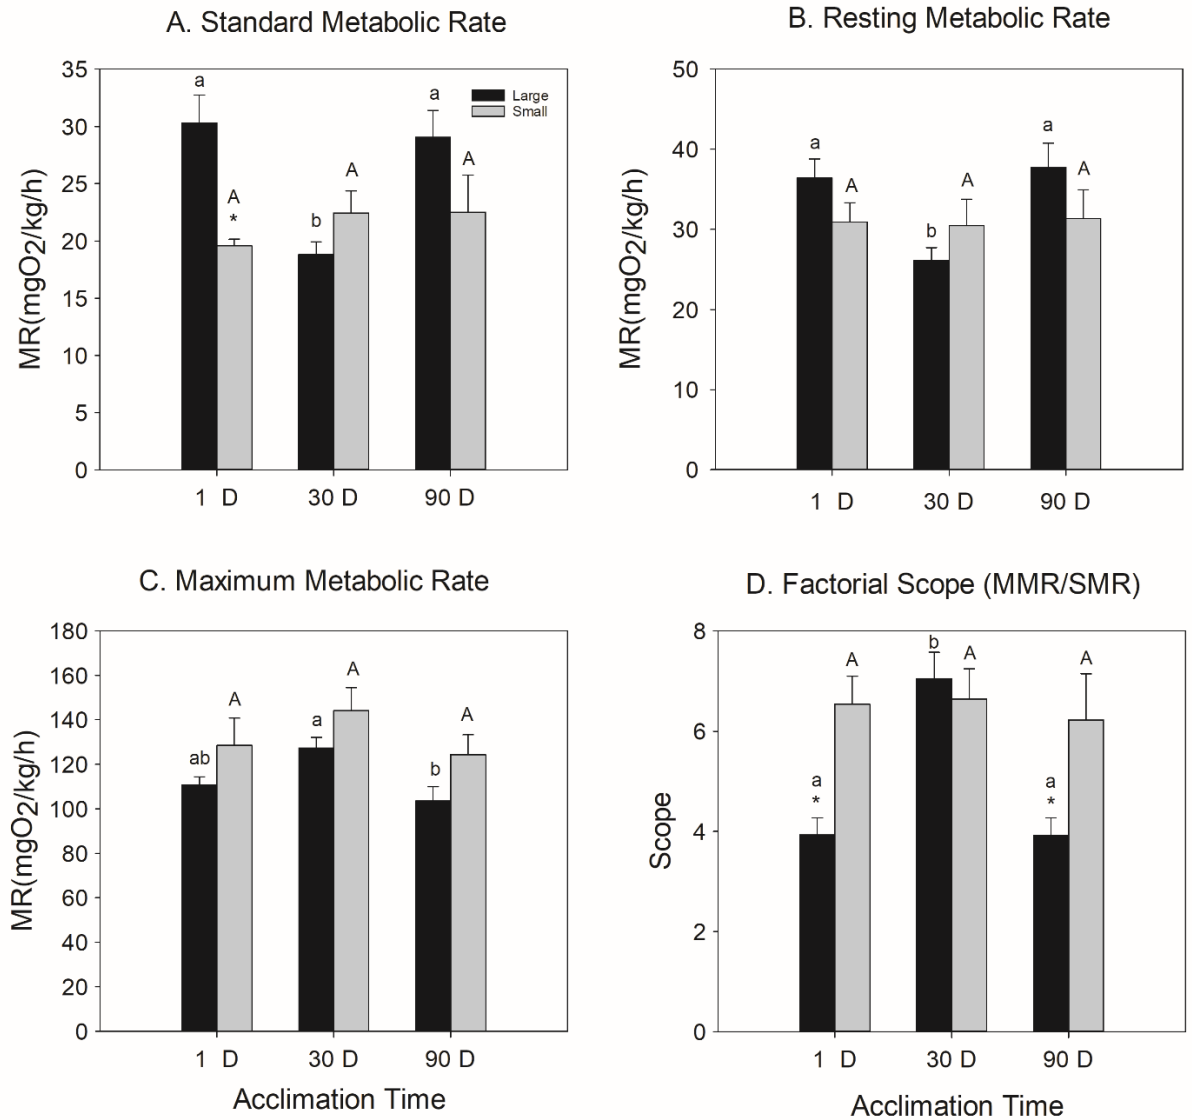 A. Standard Metabolic Rate
MR(mgO2/kg/h)
35
30
25
20
15
10
5
0
a
A
*
b
A
a
A
Large
Small
1 D
30 D
90 D
B. Resting Metabolic Rate
MR(mgO2/kg/h)
50
40
30
20
10
0
a
A
b
A
a
A
1 D
30 D
90 D
C. Maximum Metabolic Rate
MR(mgO2/kg/h)
180
160
140
120
100
80
60
40
20
0
ab
A
a
A
b
A
1 D
30 D
90 D
Acclimation Time
D. Factorial Scope (MMR/SMR)
Scope
8
6
4
2
0
a
*
A
b
A
a
*
A
1 D
30 D
90 D
Acclimation Time